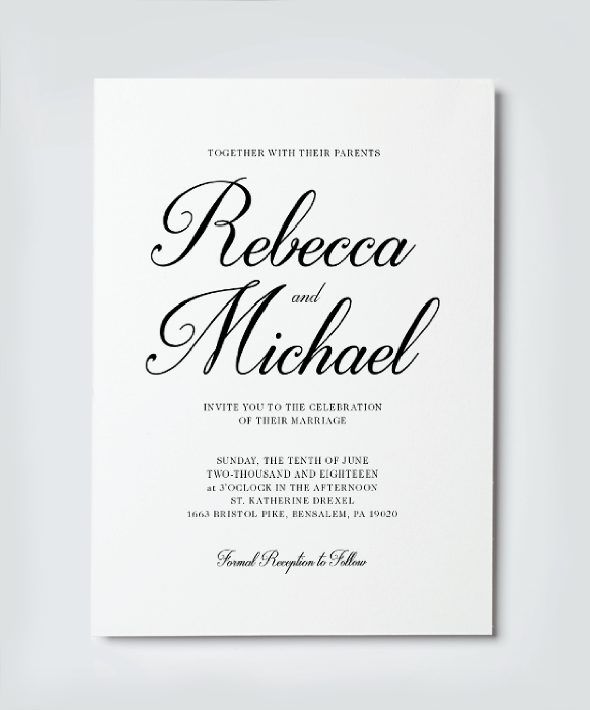 TOGETHER WITH THEIR PARENTS
Rebecca
and
Michael
INVITE YOU TO THE CELEBRATION
OF THEIR MARRIAGE
SUNDAY, THE TENTH OF JUNE
TWO-THOUSAND AND EIGHTEEEN
at 3'OCLOCK IN THE AFTERNOON
ST. KATHERINE DREXEL
1663 BRISTOL PIKE, BENSALEM, PA 19020
Formal Reception to Follow